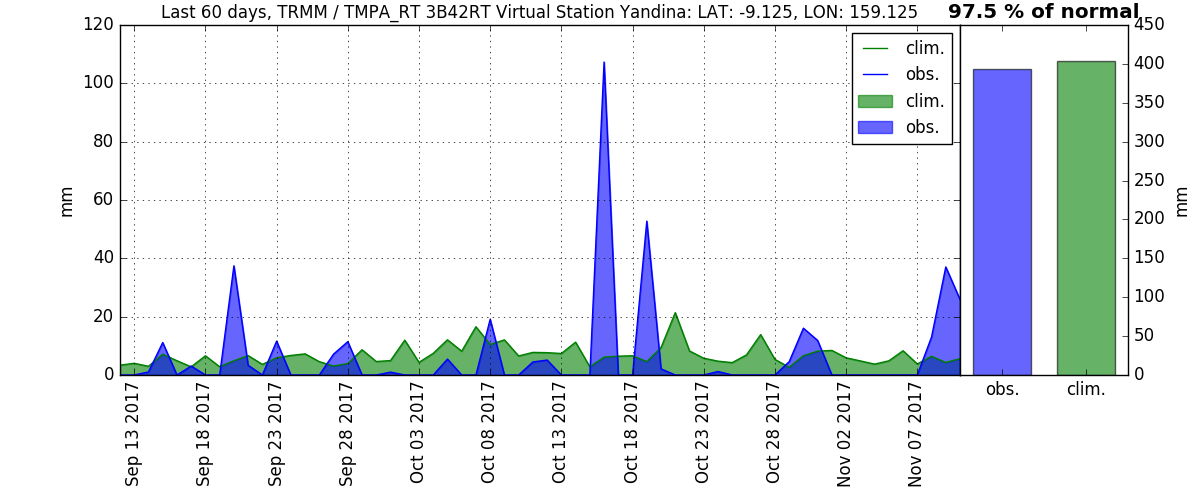 Last 60 days, TRMM / TMPA_RT 3B42RT Virtual Station Yandina: LAT: -9.125, LON: 159.125
97.5 % of normal
mm
120
100
80
60
40
20
0
clim.
obs.
clim.
obs.
Sep 13 2017
Sep 18 2017
Sep 23 2017
Sep 28 2017
Oct 03 2017
Oct 08 2017
Oct 13 2017
Oct 18 2017
Oct 23 2017
Oct 28 2017
Nov 02 2017
Nov 07 2017
450
400
350
300
250
200
150
100
50
0
mm
obs.
clim.